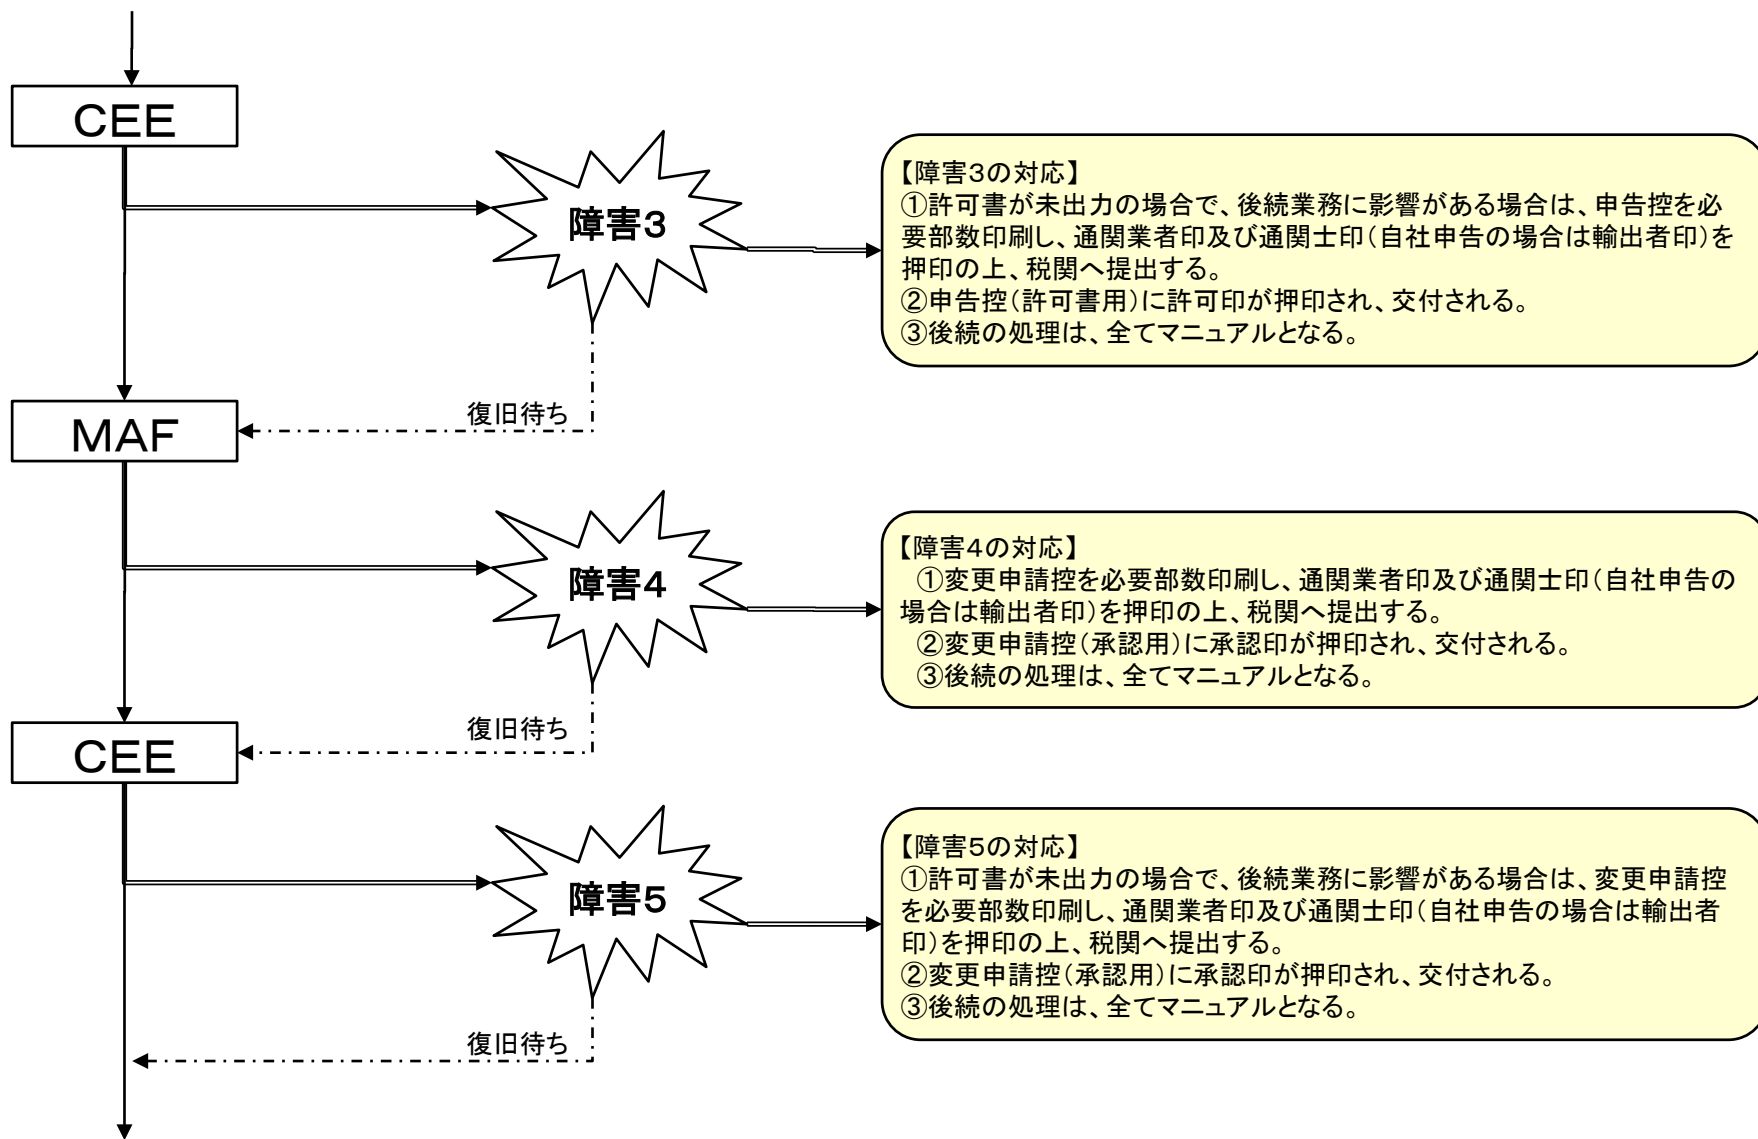 CEE
障害3
【障害3の対応】
①許可書が未出力の場合で、後続業務に影響がある場合は、申告控を必
要部数印刷し、通関業者印及び通関士印(自社申告の場合は輸出者印)を
押印の上、税関へ提出する。
②申告控(許可書用)に許可印が押印され、交付される。
③後続の処理は、全てマニュアルとなる。
復旧待ち
MAF
障害4
【障害4の対応】
①変更申請控を必要部数印刷し、通関業者印及び通関士印(自社申告の
場合は輸出者印)を押印の上、税関へ提出する。
②変更申請控(承認用)に承認印が押印され、交付される。
③後続の処理は、全てマニュアルとなる。
復旧待ち
CEE
障害5
【障害5の対応】
①許可書が未出力の場合で、後続業務に影響がある場合は、変更申請控
を必要部数印刷し、通関業者印及び通関士印(自社申告の場合は輸出者
印)を押印の上、税関へ提出する。
②変更申請控(承認用)に承認印が押印され、交付される。
③後続の処理は、全てマニュアルとなる。
復旧待ち